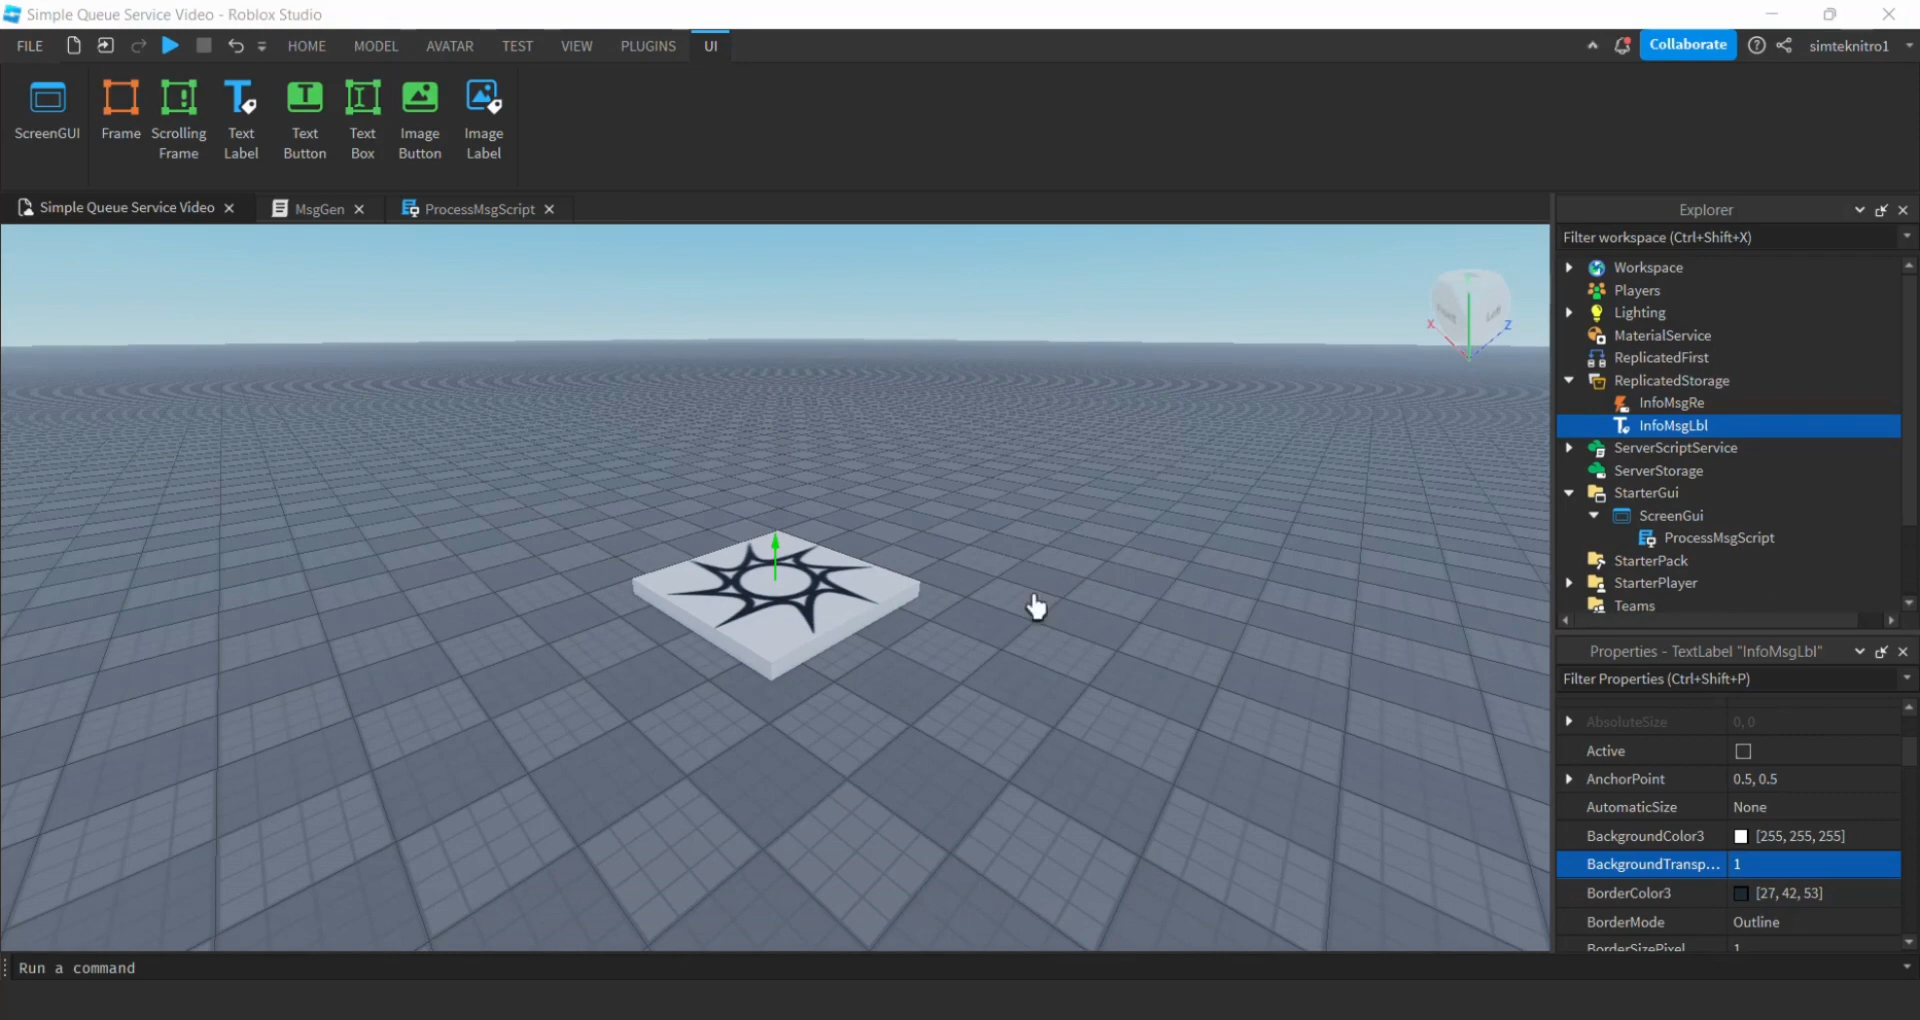 Simple Queue Service Video - Roblox Studio
FILE HOME MODEL AVATAR TEST VIEW PLUGINS UI Collaborate simteknitro1
ScreenGUI
Frame
Scrolling
Frame
Text
Label
Text
Button
Text
Box
Image
Button
Image
Label
Simple Queue Service Video
MsgGen
ProcessMsgScript
X
Z
Explorer
Filter workspace (Ctrl+Shift+X)
Workspace
Players
Lighting
MaterialService
ReplicatedFirst
ReplicatedStorage
InfoMsgRe
InfoMsgLbl
ServerScriptService
ServerStorage
StarterGui
ScreenGui
ProcessMsgScript
StarterPack
StarterPlayer
Teams
Properties - TextLabel "InfoMsgLbl"
Filter Properties (Ctrl+Shift+P)
AbsoluteSize 0, 0
Active
AnchorPoint 0.5, 0.5
AutomaticSize None
BackgroundColor3 [255, 255, 255]
BackgroundTransp... 1
BorderColor3 [27, 42, 53]
BorderMode Outline
BorderSizePixel 1
Run a command